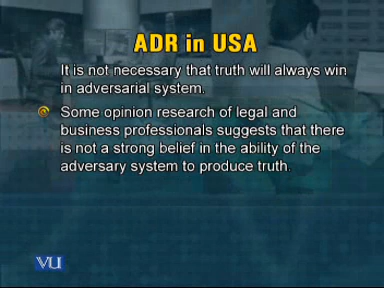 ADR in USA
It is not necessary that truth will always win
in adversarial system.
Some opinion research of legal and
business professionals suggests that there
is not a strong belief in the ability of the
adversary system to produce truth.
VU